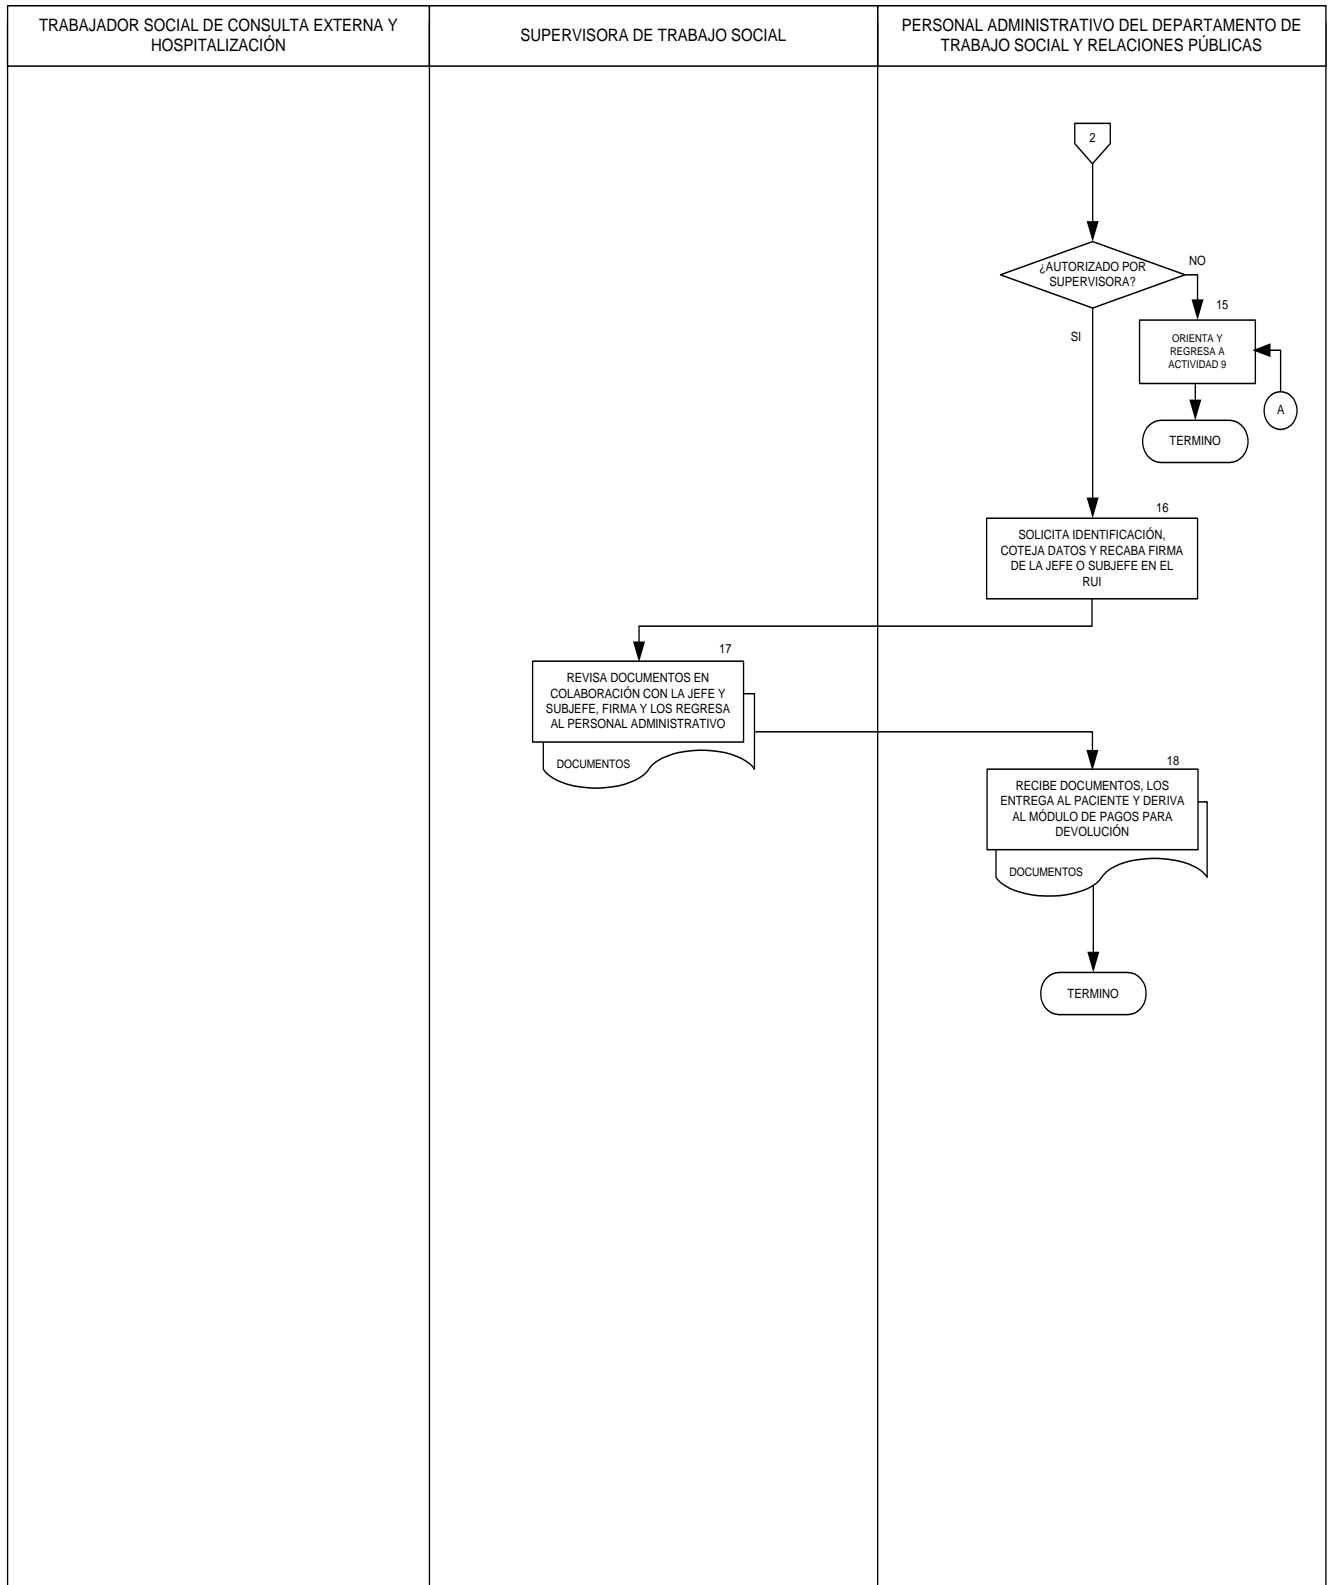 TRABAJADOR SOCIAL DE CONSULTA EXTERNA Y
HOSPITALIZACIÓN
SUPERVISORA DE TRABAJO SOCIAL
PERSONAL ADMINISTRATIVO DEL DEPARTAMENTO DE
TRABAJO SOCIAL Y RELACIONES PÚBLICAS
2
¿AUTORIZADO POR
SUPERVISORA?
NO
SI
15
ORIENTA Y
REGRESA A
ACTIVIDAD 9
A
TERMINO
16
SOLICITA IDENTIFICACIÓN,
COTEJA DATOS Y RECABA FIRMA
DE LA JEFE O SUBJEFE EN EL
RUI
17
REVISA DOCUMENTOS EN
COLABORACIÓN CON LA JEFE Y
SUBJEFE, FIRMA Y LOS REGRESA
AL PERSONAL ADMINISTRATIVO
DOCUMENTOS
18
RECIBE DOCUMENTOS, LOS
ENTREGA AL PACIENTE Y DERIVA
AL MÓDULO DE PAGOS PARA
DEVOLUCIÓN
DOCUMENTOS
TERMINO